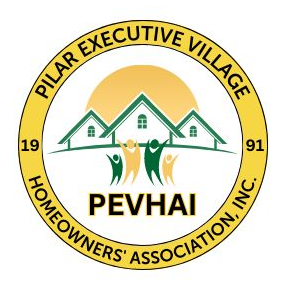 PILAR EXECUTIVE VILLAGE
19 91
PEVHAI
HOMEOWNERS' ASSOCIATION, INC.